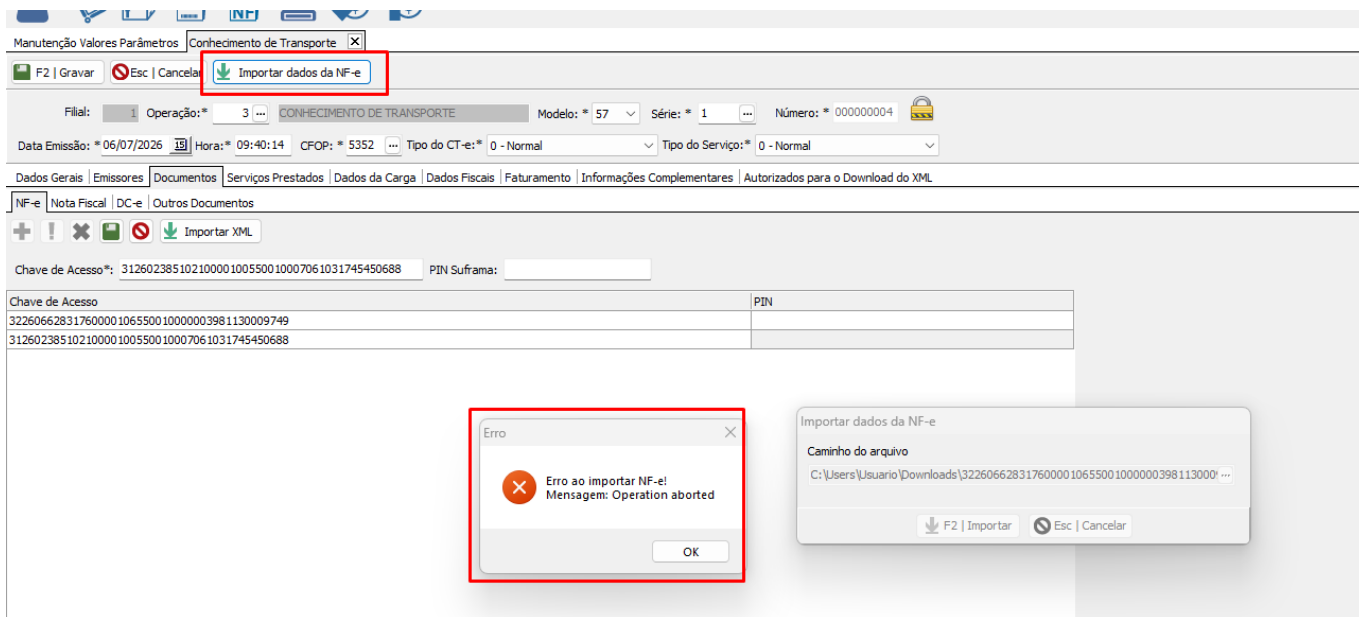 NF
Manutenção Valores Parâmetros Conhecimento de Transporte X
F2 | Gravar Esc | Cancelar Importar dados da NF-e
Filial: 1 Operação:* 3 ... CONHECIMENTO DE TRANSPORTE Modelo: * 57 Série: * 1 ... Número: * 000000004
Data Emissão: * 06/07/2026 15 Hora:* 09:40:14 CFOP: * 5352 ... Tipo do CT-e:* 0 - Normal Tipo do Serviço:* 0 - Normal
Dados Gerais Emissores Documentos Serviços Prestados Dados da Carga Dados Fiscais Faturamento Informações Complementares Autorizados para o Download do XML
NF-e Nota Fiscal DC-e Outros Documentos
Importar XML
Chave de Acesso*: 31260238510210000100550010007061031745450688 PIN Suframa:
Chave de Acesso PIN
32260662831760000106550010000003981130009749
31260238510210000100550010007061031745450688
Erro
Erro ao importar NF-e!
Mensagem: Operation aborted
OK
Importar dados da NF-e
Caminho do arquivo
C:\Users\Usuario\Downloads\3226066283176000010655001000000398113000 ...
F2 | Importar Esc | Cancelar